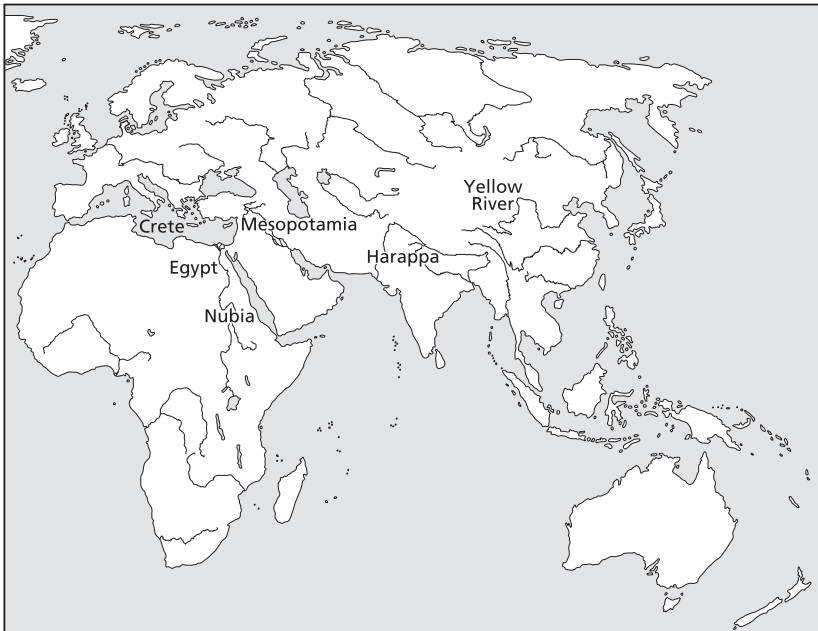 Yellow
River
Crete
Mesopotamia
Harappa
Egypt
Nubia